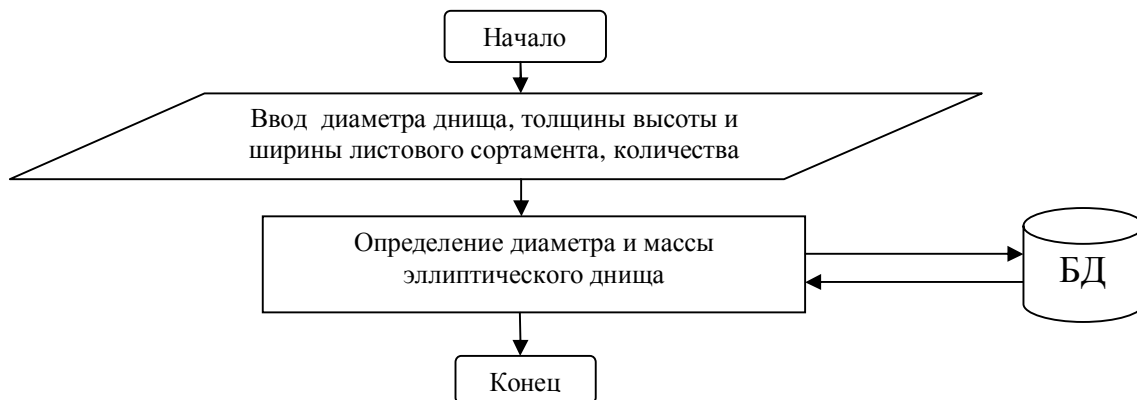 Начало
Ввод диаметра днища, толщины высоты и
ширины листового сортамента, количества
Определение диаметра и массы
эллиптического днища
БД
Конец